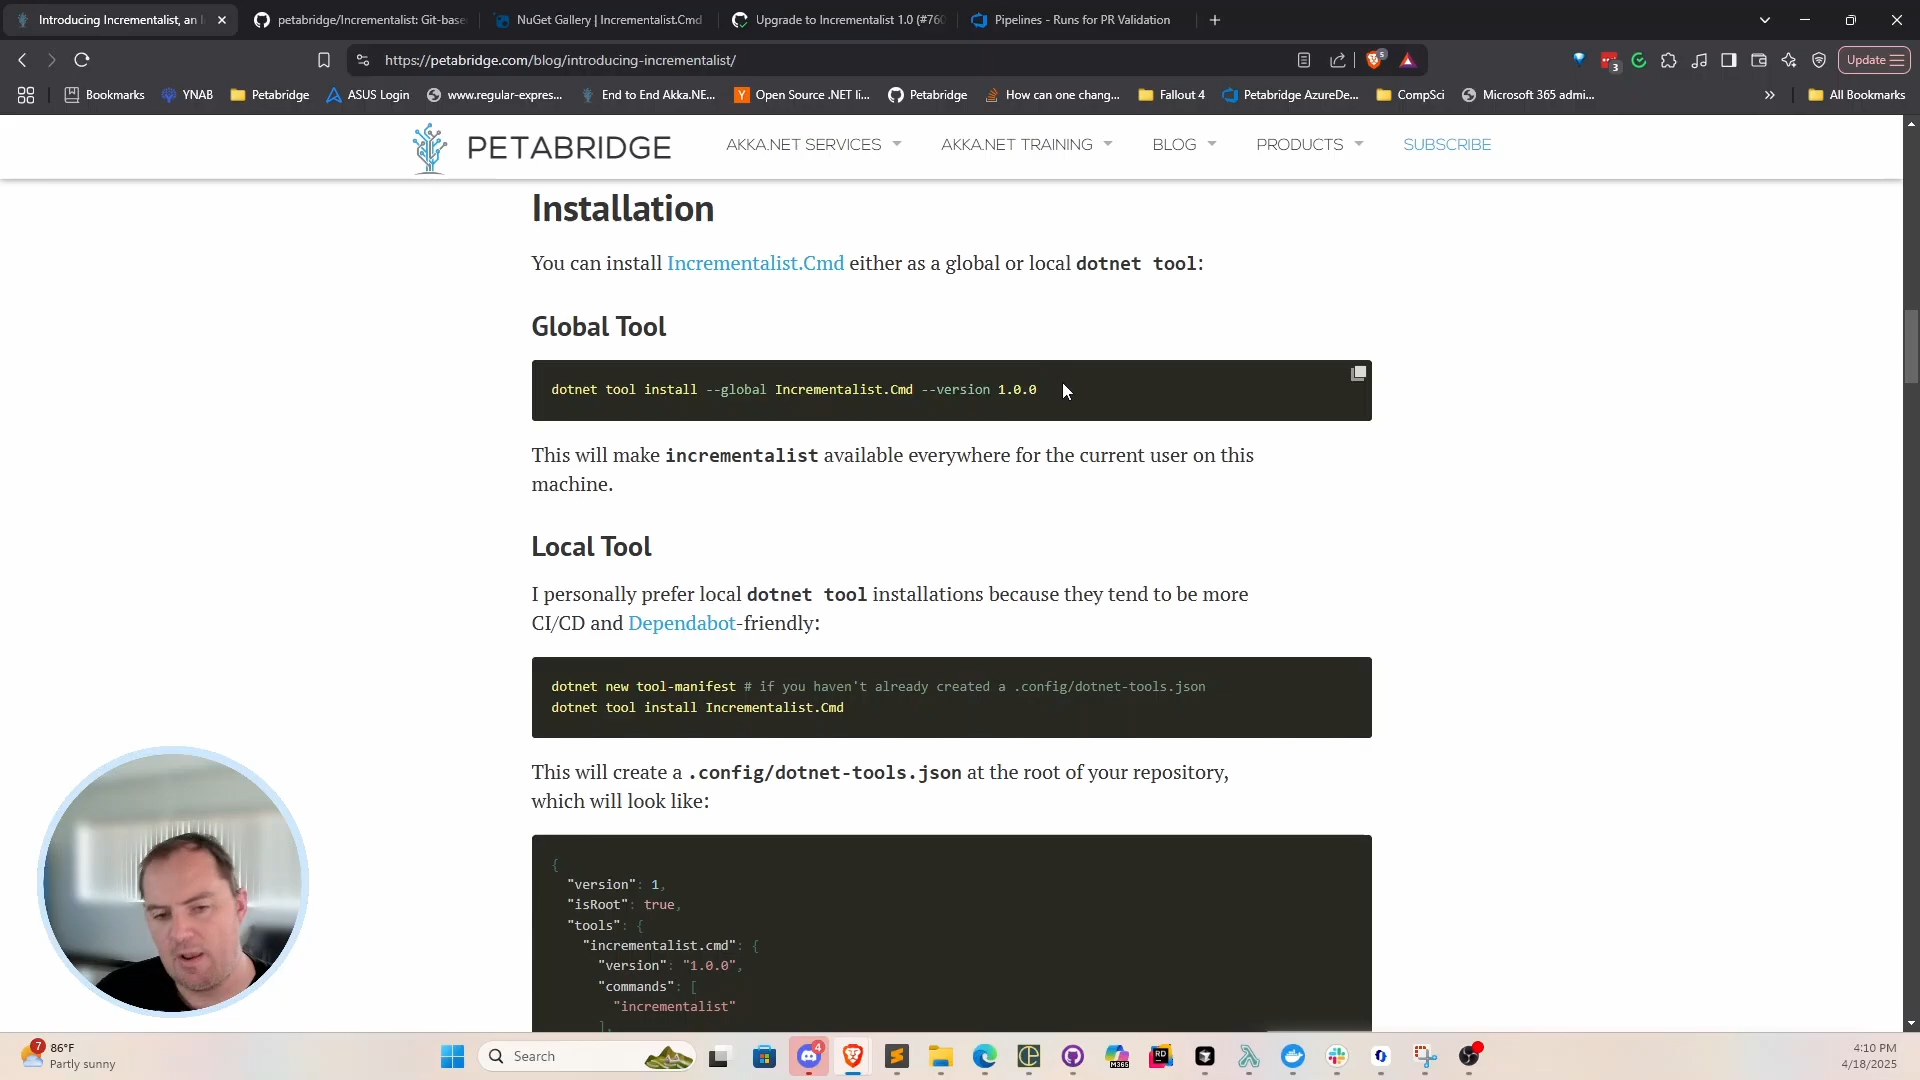 Introducing Incrementalist, an I
petabridge/Incrementalist: Git-base
NuGet Gallery | Incrementalist.Cmd
Upgrade to Incrementalist 1.0 (#760
Pipelines - Runs for PR Validation
https://petabridge.com/blog/introducing-incrementalist/
5
3
Update
Bookmarks
YNAB
Petabridge
ASUS Login
www.regular-expres...
End to End Akka.NE...
Open Source .NET li...
Petabridge
How can one chang...
Fallout 4
Petabridge AzureDe...
CompSci
Microsoft 365 admi...
All Bookmarks
PETABRIDGE
AKKA.NET SERVICES
AKKA.NET TRAINING
BLOG
PRODUCTS
SUBSCRIBE
Installation
You can install Incrementalist.Cmd either as a global or local dotnet tool:
Global Tool
dotnet tool install --global Incrementalist.Cmd --version 1.0.0
This will make incrementalist available everywhere for the current user on this
machine.
Local Tool
I personally prefer local dotnet tool installations because they tend to be more
CI/CD and Dependabot-friendly:
dotnet new tool-manifest # if you haven't already created a .config/dotnet-tools.json
dotnet tool install Incrementalist.Cmd
This will create a .config/dotnet-tools.json at the root of your repository,
which will look like:
{
"version": 1,
"isRoot": true,
"tools": {
"incrementalist.cmd": {
"version": "1.0.0",
"commands": [
"incrementalist"
],
7
86°F
Partly sunny
Search
4
M365
RD
4:10 PM
4/18/2025